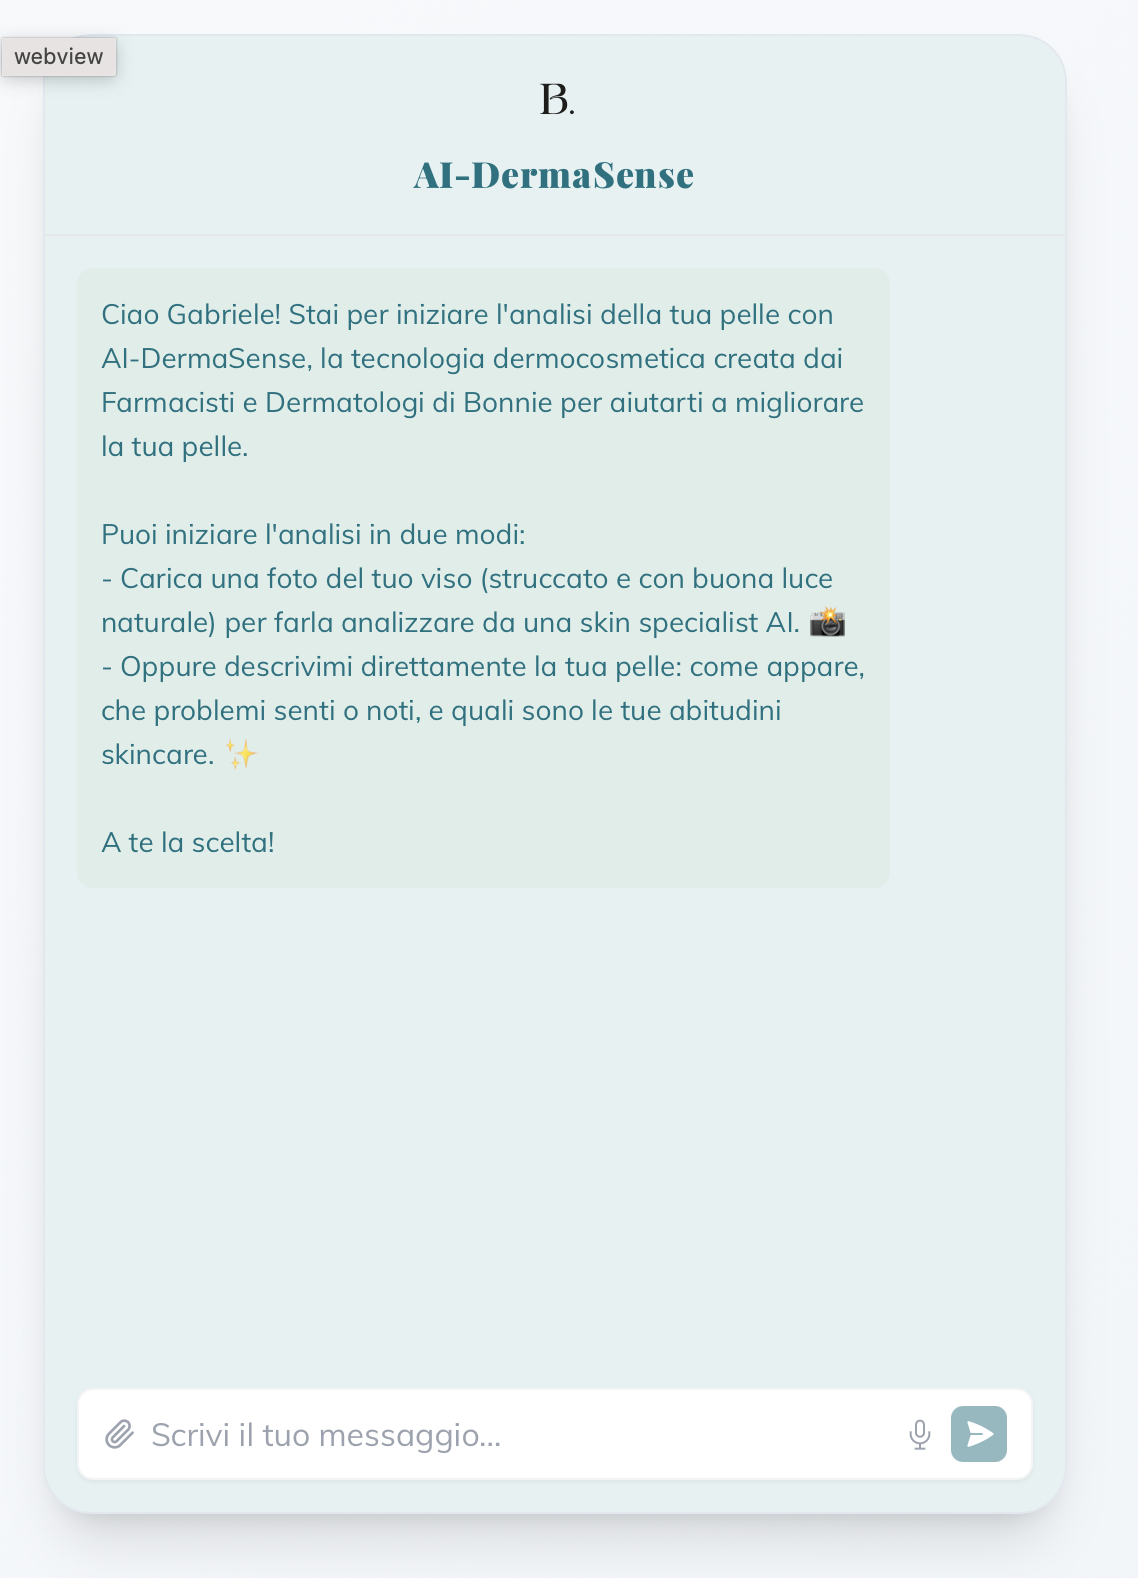 webview
B.
AI-DermaSense
Ciao Gabriele! Stai per iniziare l'analisi della tua pelle con
AI-DermaSense, la tecnologia dermocosmetica creata dai
Farmacisti e Dermatologi di Bonnie per aiutarti a migliorare
la tua pelle.
Puoi iniziare l'analisi in due modi:
- Carica una foto del tuo viso (struccato e con buona luce
naturale) per farla analizzare da una skin specialist AI. 📸
- Oppure descrivimi direttamente la tua pelle: come appare,
che problemi senti o noti, e quali sono le tue abitudini
skincare. ✨
A te la scelta!
Scrivi il tuo messaggio...